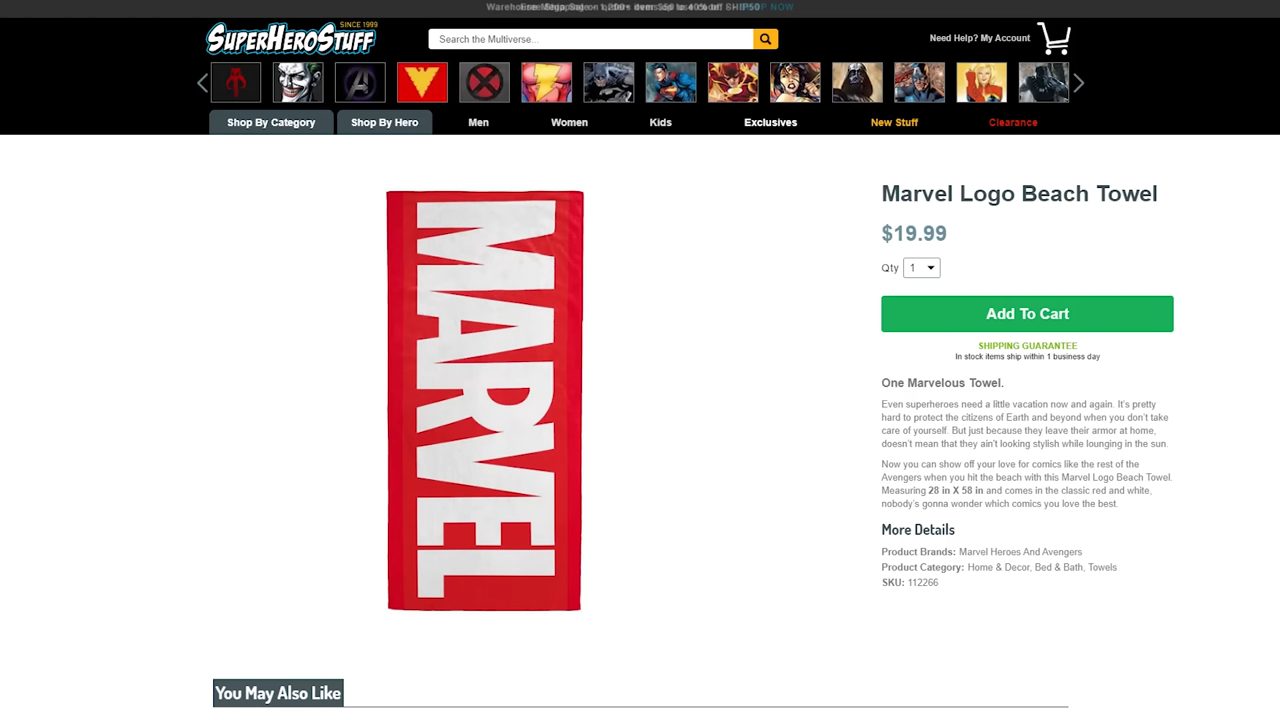 SINCE 1999
SUPERHEROSTUFF
Search the Multiverse...
Need Help? My Account
Shop By Category
Shop By Hero
Men
Women
Kids
Exclusives
New Stuff
Clearance
MARVEL
Marvel Logo Beach Towel
$19.99
Qty 1
Add To Cart
SHIPPING GUARANTEE
In stock items ship within 1 business day
One Marvelous Towel.
Even superheroes need a little vacation now and again. It's pretty
hard to protect the citizens of Earth and beyond when you don't take
care of yourself. But just because they leave their armor at home,
doesn't mean that they ain't looking stylish while lounging in the sun.
Now you can show off your love for comics like the rest of the
Avengers when you hit the beach with this Marvel Logo Beach Towel.
Measuring 28 in X 58 in and comes in the classic red and white,
nobody's gonna wonder which comics you love the best.
More Details
Product Brands: Marvel Heroes And Avengers
Product Category: Home & Decor, Bed & Bath, Towels
SKU: 112266
You May Also Like